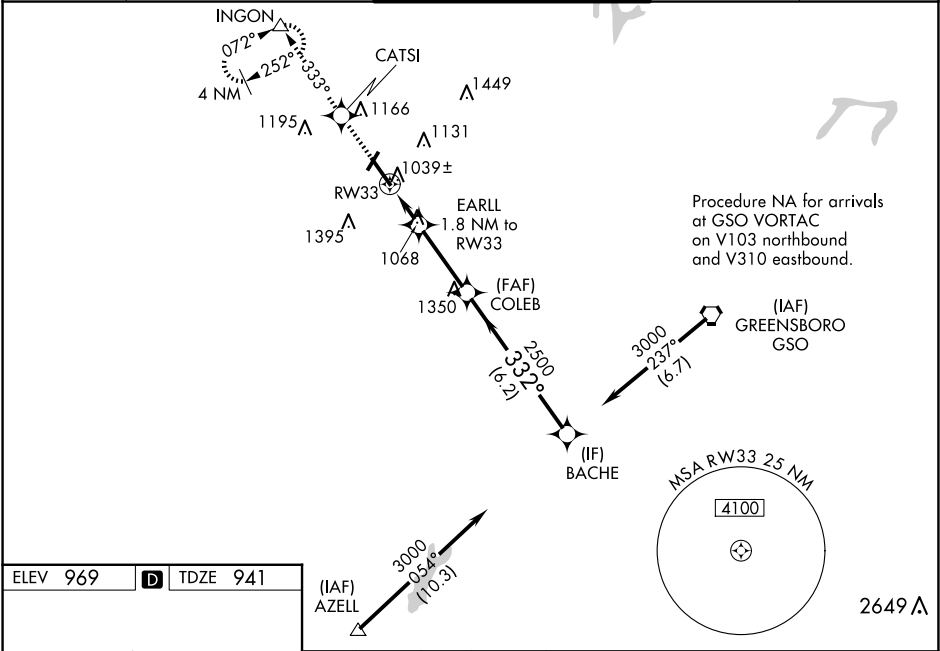 INGON
072°
252°
333°
4 NM
CATSI
1449
1166
1195
1131
1039±
RW33
EARLL
1.8 NM to
RW33
1395
1068
Procedure NA for arrivals
at GSO VORTAC
on V103 northbound
and V310 eastbound.
(FAF)
COLEB
1350
(IAF)
GREENSBORO
GSO
3000
237°
(6.7)
2500
332°
(6.2)
(IF)
BACHE
MSA RW33 25 NM
4100
3000
054°
(10.3)
(IAF)
AZELL
2649
ELEV 969 D TDZE 941